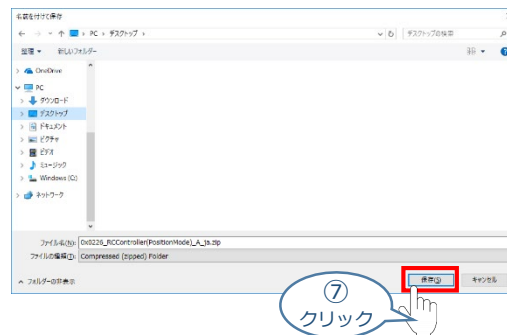 名前を付けて保存
PC › デスクトップ
デスクトップの検索
整理 新しいフォルダー
OneDrive
PC
ダウンロード
デスクトップ
ドキュメント
ピクチャ
ビデオ
ミュージック
Windows (C:)
ネットワーク
ファイル名(N): 0x0226_RCController(PositionMode)_A_ja.zip
ファイルの種類(T): Compressed (zipped) Folder
フォルダーの非表示
保存(S) キャンセル
⑦
クリック